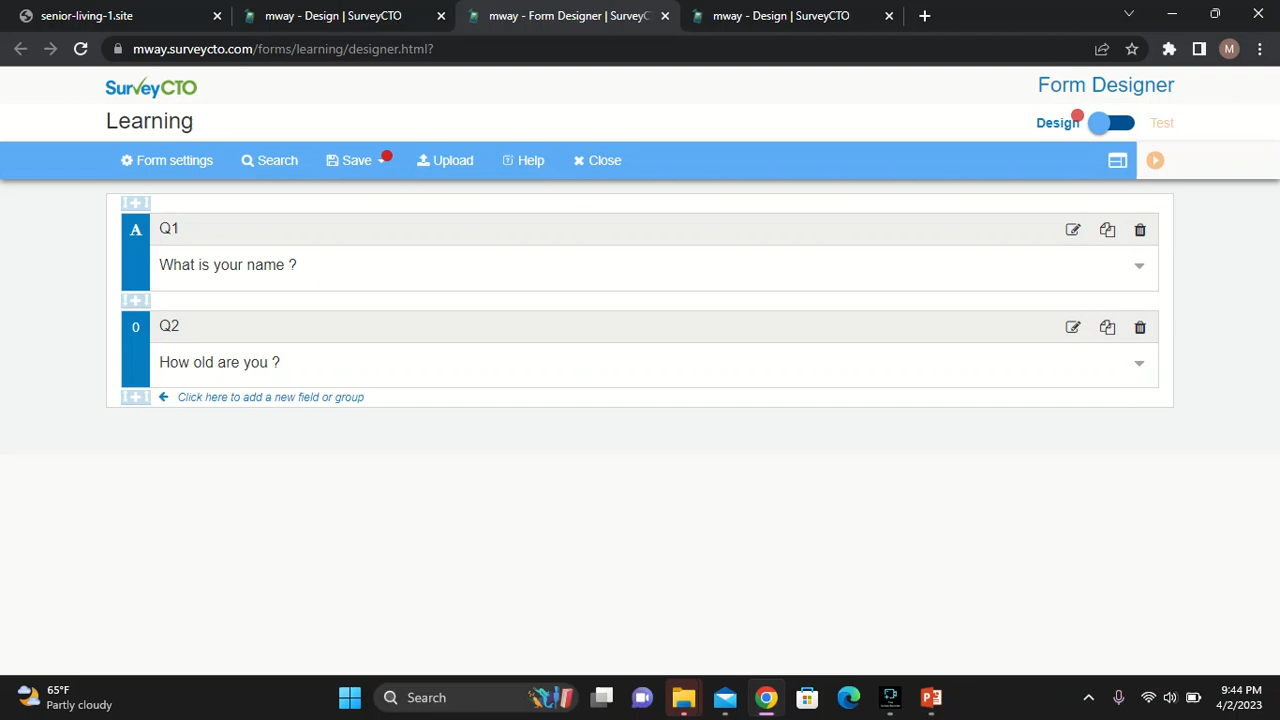 senior-living-1.site
mway - Design | SurveyCTO
mway - Form Designer | SurveyC
mway - Design | SurveyCTO
mway.surveycto.com/forms/learning/designer.html?
M
SurveyCTO
Form Designer
Learning
Design
Test
Form settings
Search
Save
Upload
Help
Close
A
Q1
What is your name ?
0
Q2
How old are you ?
Click here to add a new field or group
65°F
Partly cloudy
Search
9:44 PM
4/2/2023